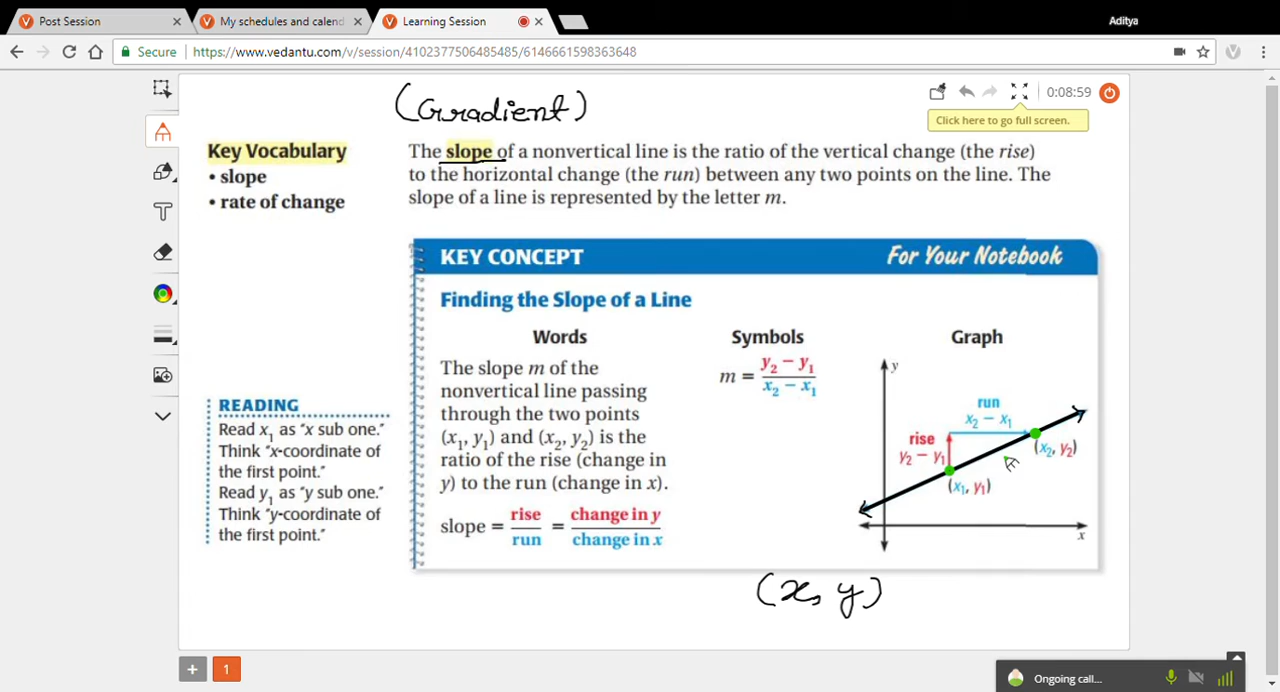 Post Session
My schedules and calend
Learning Session
Aditya
Secure
https://www.vedantu.com/v/session/4102377506485485/6146661598363648
0:08:59
Click here to go full screen.
(Gradient)
Key Vocabulary
• slope
• rate of change
The slope of a nonvertical line is the ratio of the vertical change (the rise)
to the horizontal change (the run) between any two points on the line. The
slope of a line is represented by the letter m.
KEY CONCEPT
For Your Notebook
Finding the Slope of a Line
Words
The slope m of the
nonvertical line passing
through the two points
(x₁, y₁) and (x₂, y₂) is the
ratio of the rise (change in
y) to the run (change in x).
slope = rise/run = change in y/change in x
Symbols
m = y₂ − y₁/x₂ − x₁
Graph
y
run
x₂ − x₁
rise
y₂ − y₁
(x₂, y₂)
(x₁, y₁)
x
READING
Read x₁ as "x sub one."
Think "x-coordinate of
the first point."
Read y₁ as "y sub one."
Think "y-coordinate of
the first point."
(x, y)
1
Ongoing call...